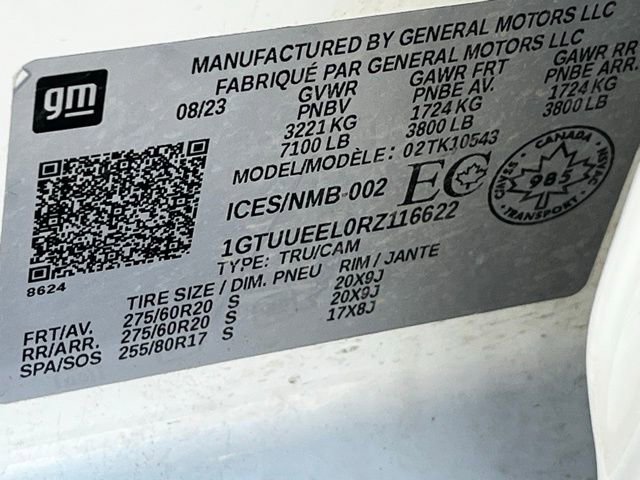 MANUFACTURED BY GENERAL MOTORS LLC
FABRIQUÉ PAR GENERAL MOTORS LLC
gm
08/23
GVWR GAWR FRT GAWR RR
PNBV PNBE AV. PNBE ARR.
3221 KG 1724 KG 1724 KG
7100 LB 3800 LB 3800 LB
MODEL/MODÈLE: 02TK10543
ICES/NMB-002 EC
CANADA
985
TRANSPORT
1GTUUEEL0RZ116622
TYPE: TRU/CAM
8624
TIRE SIZE / DIM. PNEU RIM / JANTE
FRT/AV. 275/60R20 S 20X9J
RR/ARR. 275/60R20 S 20X9J
SPA/SOS 255/80R17 S 17X8J